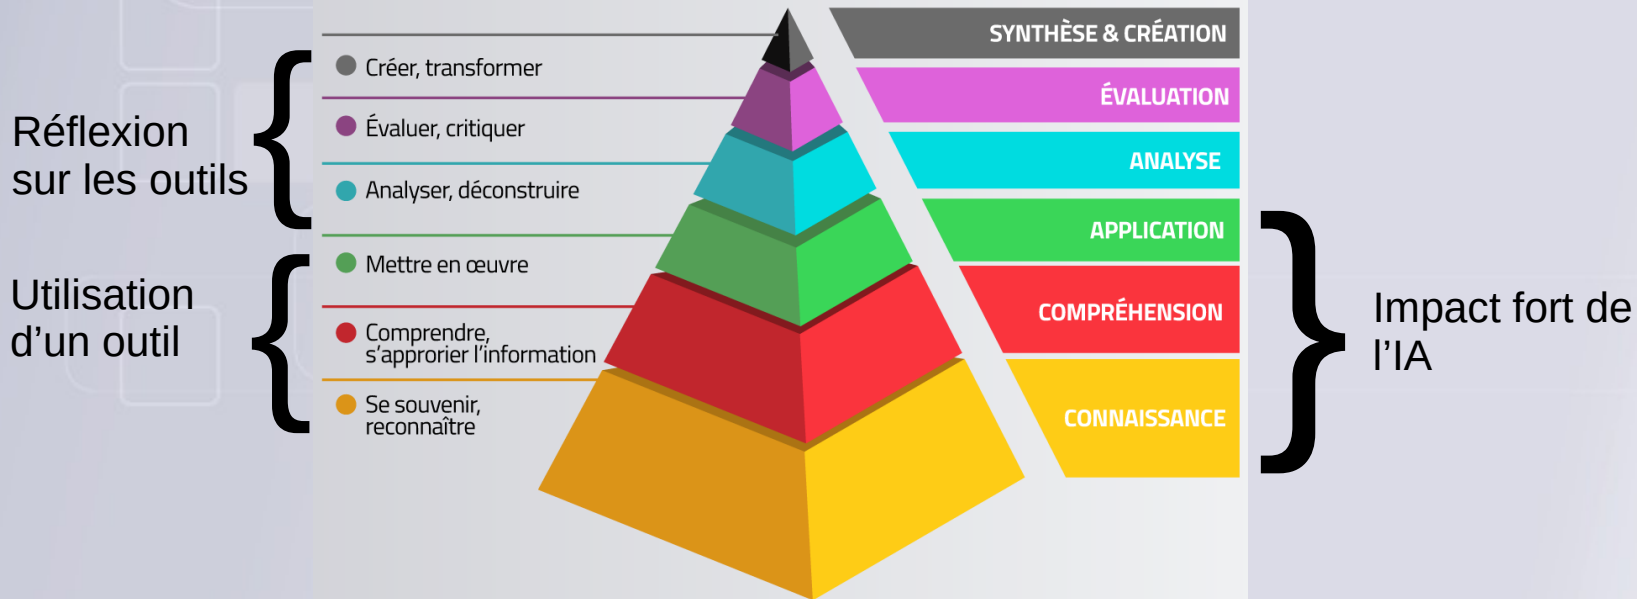 Réflexion
sur les outils
Utilisation
d'un outil
Créer, transformer
Évaluer, critiquer
Analyser, déconstruire
Mettre en œuvre
Comprendre,
s'approrier l'information
Se souvenir,
reconnaître
SYNTHÈSE & CRÉATION
ÉVALUATION
ANALYSE
APPLICATION
COMPRÉHENSION
CONNAISSANCE
Impact fort de
l'IA